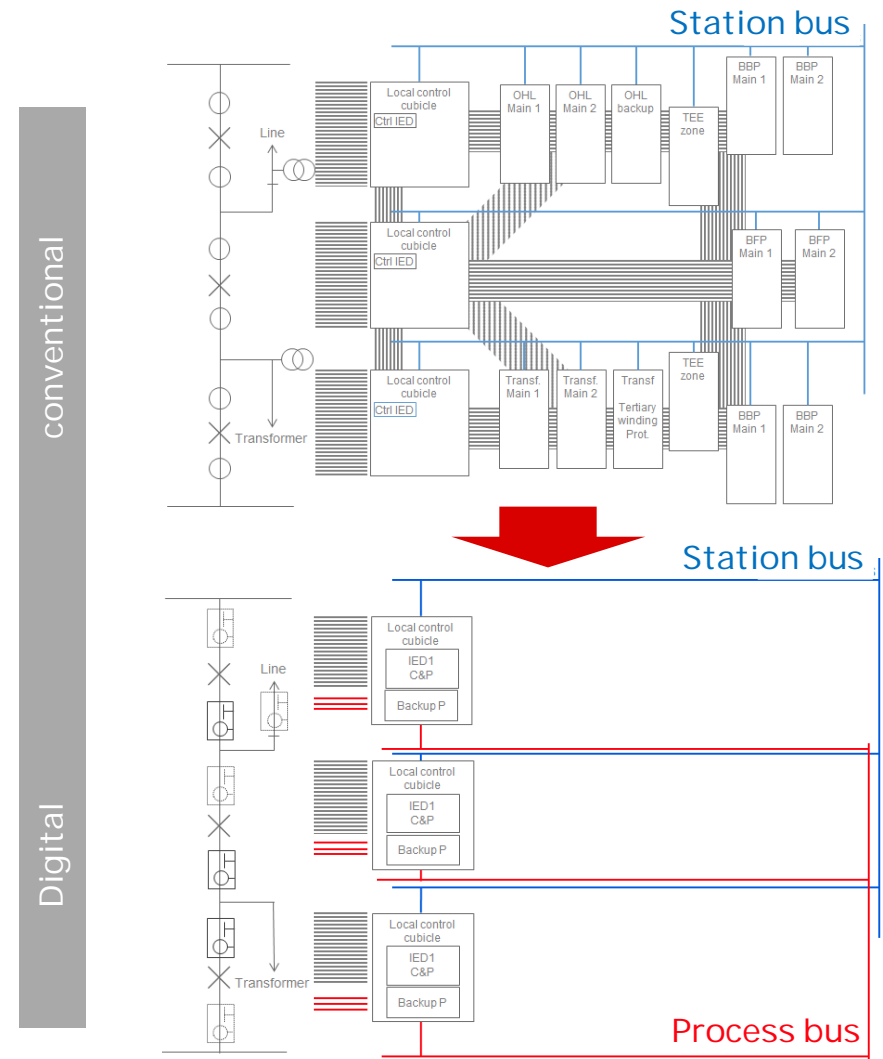 Station bus
conventional
Line
Local control
cubicle
Ctrl IED
OHL
Main 1
OHL
Main 2
OHL
backup
TEE
zone
BBP
Main 1
BBP
Main 2
Local control
cubicle
Ctrl IED
BFP
Main 1
BFP
Main 2
Transformer
Local control
cubicle
Ctrl IED
Transf.
Main 1
Transf.
Main 2
Transf
Tertiary
winding
Prot.
TEE
zone
BBP
Main 1
BBP
Main 2
Station bus
Digital
Line
Local control
cubicle
IED1
C&P
Backup P
Local control
cubicle
IED1
C&P
Backup P
Transformer
Local control
cubicle
IED1
C&P
Backup P
Process bus